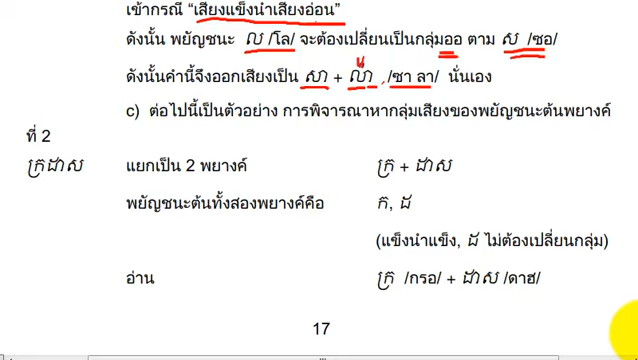 เข้ากรณี "เสียงแข็งนำเสียงอ่อน"
ดังนั้น พยัญชนะ ល /โล/ จะต้องเปลี่ยนเป็นกลุ่มออ ตาม ស /ซอ/
ดังนั้นคำนี้จึงออกเสียงเป็น សា + លា /ซา ลา/ นั่นเอง
c) ต่อไปนี้เป็นตัวอย่าง การพิจารณาหากลุ่มเสียงของพยัญชนะต้นพยางค์
ที่ 2
ក្រដាស แยกเป็น 2 พยางค์ ក្រ + ដាស
พยัญชนะต้นทั้งสองพยางค์คือ ក, ដ
(แข็งนำแข็ง, ដ ไม่ต้องเปลี่ยนกลุ่ม)
อ่าน ក្រ /กรอ/ + ដាស /ดาฮ/
17